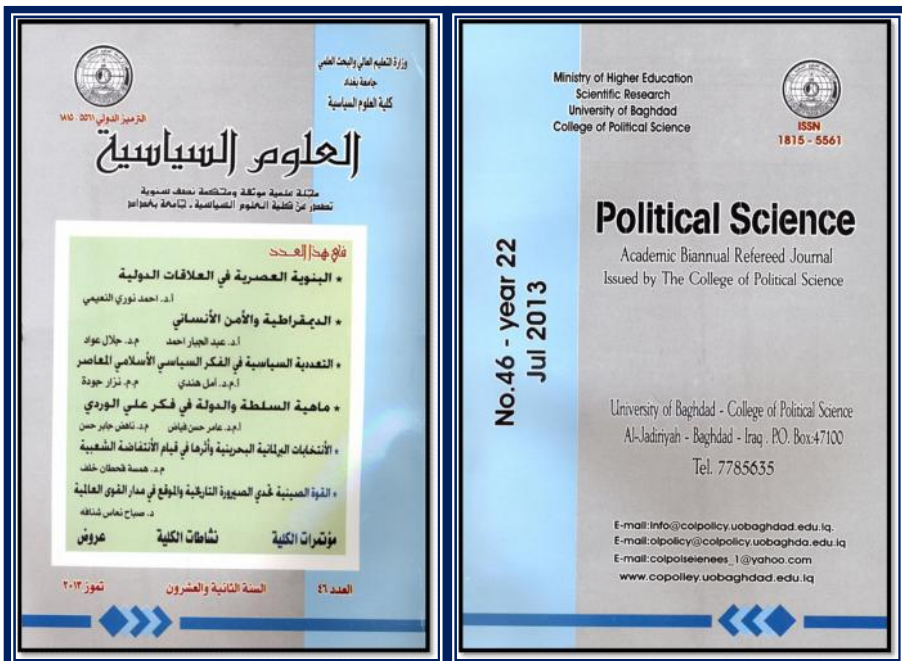 وزارة التعليم العالي والبحث العلمي
جامعة بغداد
كلية العلوم السياسية
الترميز الدولي ٥٥٦١ - ١٨١٥
العلوم السياسية
مجلة علمية موثقة ومحكمة نصف سنوية
تصدر عن كلية العلوم السياسية - جامعة بغداد
في هذا العدد
* البنوية العصرية في العلاقات الدولية
أ.د. احمد نوري النعيمي
* الديمقراطية والأمن الأنساني
أ.د. عبد الجبار احمد م.د. جلال عواد
* التعددية السياسية في الفكر السياسي الأسلامي المعاصر
أ.م.د. امل هندي م.م. نزار جودة
* ماهية السلطة والدولة في فكر علي الوردي
أ.م.د. عامر حسن فياض م.د. ناهض جابر حسن
* الأنتخابات البرلمانية البحرينية وأثرها في قيام الأنتفاضة الشعبية
م.د. همسة قحطان خلف
* القوة الصينية تحدي الصيرورة التاريخية والموقع في مدار القوى العالمية
د. صباح نعاس شنافه
مؤتمرات الكلية نشاطات الكلية عروض
العدد ٤٦ السنة الثانية والعشرون تموز ٢٠١٣
Ministry of Higher Education
Scientific Research
University of Baghdad
College of Political Science
ISSN
1815 - 5561
Political Science
Academic Biannual Refereed Journal
Issued by The College of Political Science
No.46 - year 22
Jul 2013
University of Baghdad - College of Political Science
Al-Jadiriyah - Baghdad - Iraq . P.O. Box:47100
Tel. 7785635
E-mail:Info@colpolicy.uobaghdad.edu.iq.
E-mail:olpolicy@colpolicy.uobaghda.edu.iq
E-mail:colpolseienees_1@yahoo.com
www.copolley.uobaghdad.edu.iq